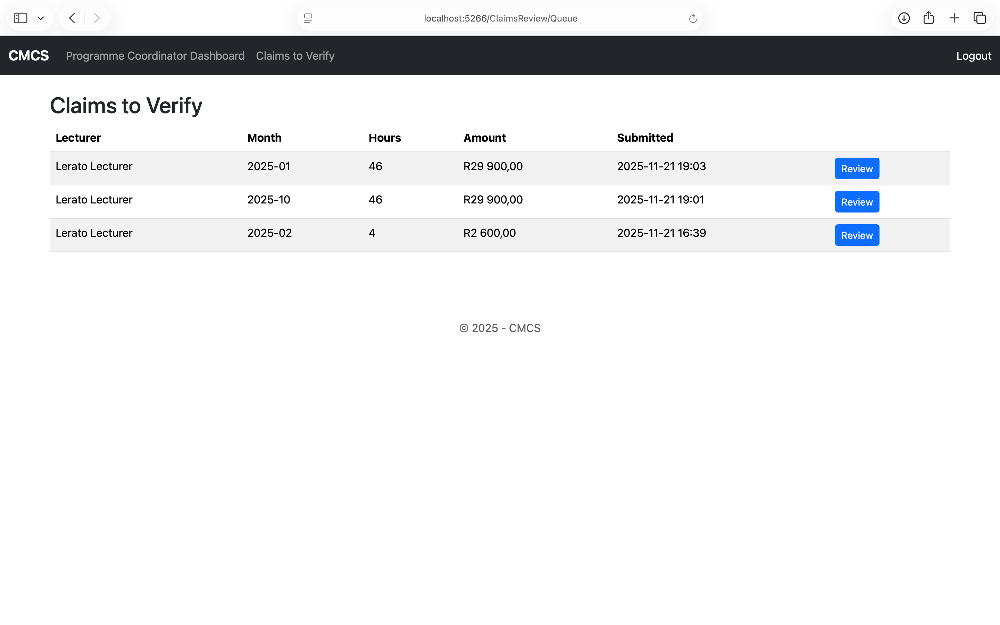 localhost:5266/ClaimsReview/Queue
CMCS Programme Coordinator Dashboard Claims to Verify Logout
Claims to Verify
Lecturer Month Hours Amount Submitted
Lerato Lecturer 2025-01 46 R29 900,00 2025-11-21 19:03 Review
Lerato Lecturer 2025-10 46 R29 900,00 2025-11-21 19:01 Review
Lerato Lecturer 2025-02 4 R2 600,00 2025-11-21 16:39 Review
© 2025 - CMCS